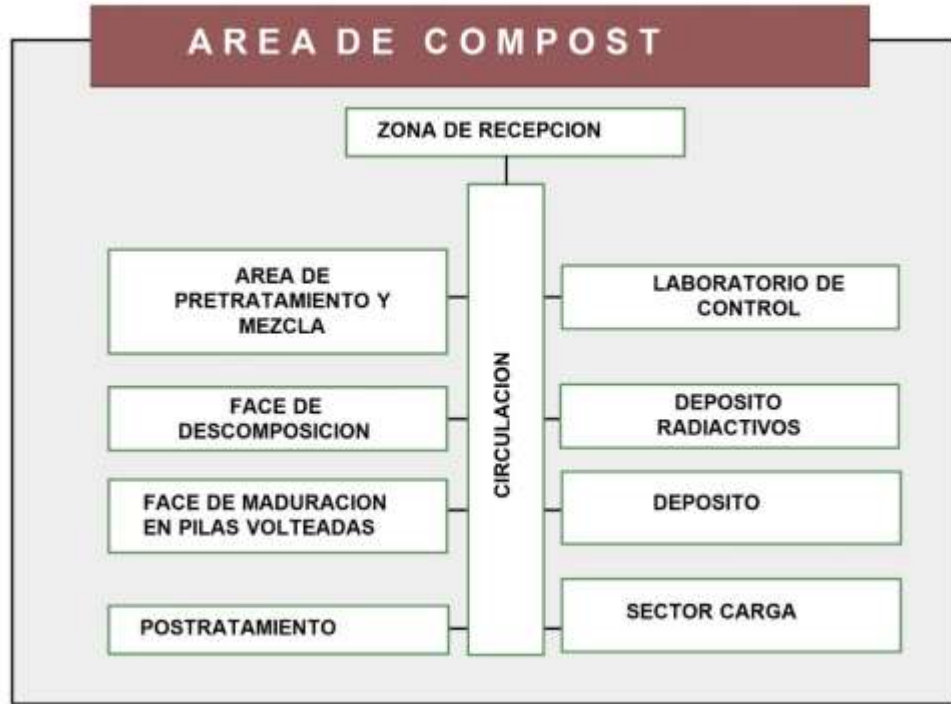 AREA DE COMPOST
ZONA DE RECEPCION
AREA DE
PRETRATAMIENTO Y
MEZCLA
FACE DE
DESCOMPOSICION
FACE DE MADURACION
EN PILAS VOLTEADAS
POSTRATAMIENTO
CIRCULACION
LABORATORIO DE
CONTROL
DEPOSITO
RADIACTIVOS
DEPOSITO
SECTOR CARGA